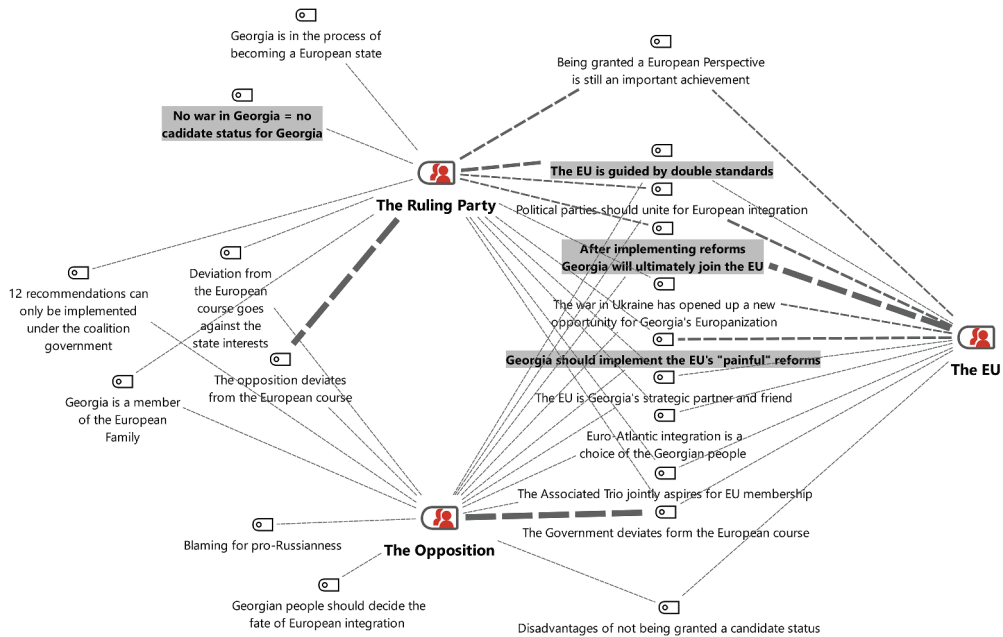 Georgia is in the process of
becoming a European state
Being granted a European Perspective
is still an important achievement
No war in Georgia = no
cadidate status for Georgia
The EU is guided by double standards
The Ruling Party
Political parties should unite for European integration
After implementing reforms
Georgia will ultimately join the EU
Deviation from
the European
course goes
against the
state interests
12 recommendations can
only be implemented
under the coalition
government
The war in Ukraine has opened up a new
opportunity for Georgia's Europanization
Georgia should implement the EU's "painful" reforms
The EU
The opposition deviates
from the European course
The EU is Georgia's strategic partner and friend
Georgia is a member
of the European
Family
Euro-Atlantic integration is a
choice of the Georgian people
The Associated Trio jointly aspires for EU membership
The Government deviates form the European course
Blaming for pro-Russianness
The Opposition
Georgian people should decide the
fate of European integration
Disadvantages of not being granted a candidate status